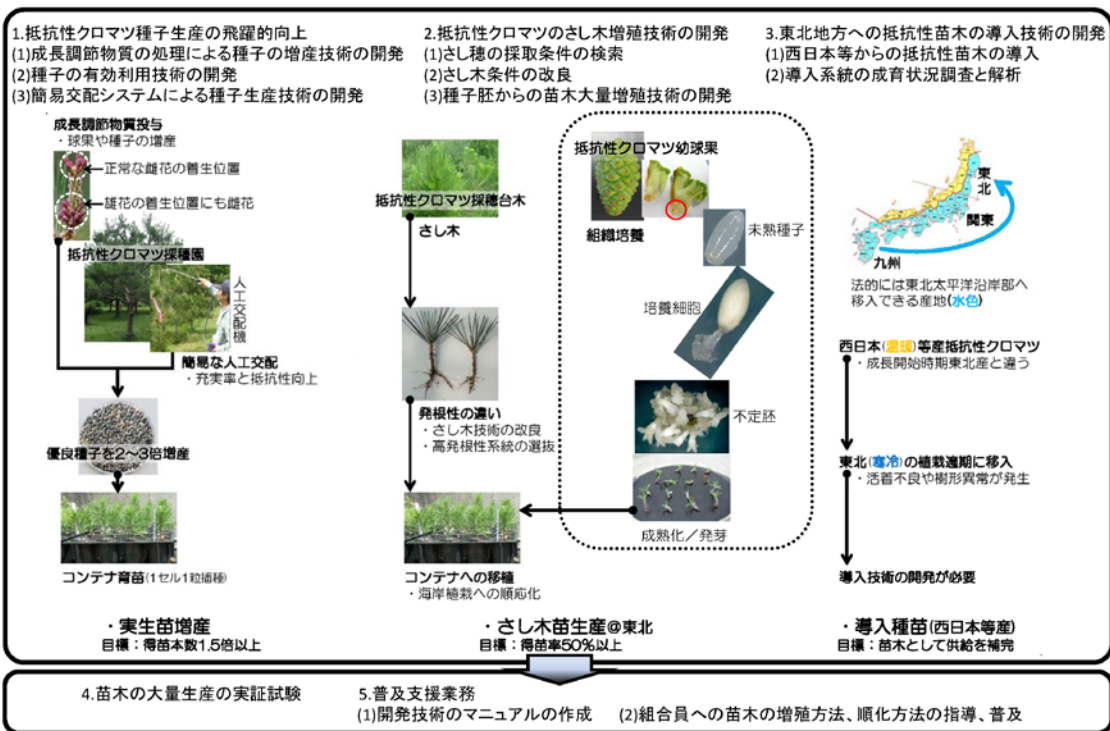 1.抵抗性クロマツ種子生産の飛躍的向上
(1)成長調節物質の処理による種子の増産技術の開発
(2)種子の有効利用技術の開発
(3)簡易交配システムによる種子生産技術の開発
成長調節物質投与
・球果や種子の増産
正常な雌花の着生位置
雄花の着生位置にも雌花
抵抗性クロマツ採種園
人工交配機
簡易な人工交配
・充実率と抵抗性向上
優良種子を2～3倍増産
コンテナ育苗(1セル1粒播種)
・実生苗増産
目標：得苗本数1.5倍以上
2.抵抗性クロマツのさし木増殖技術の開発
(1)さし穂の採取条件の検索
(2)さし木条件の改良
(3)種子胚からの苗木大量増殖技術の開発
抵抗性クロマツ採穂台木
さし木
発根性の違い
・さし木技術の改良
・高発根性系統の選抜
コンテナへの移植
・海岸植栽への順応化
抵抗性クロマツ幼球果
組織培養
未熟種子
培養細胞
不定胚
成熟化／発芽
・さし木苗生産@東北
目標：得苗率50%以上
3.東北地方への抵抗性苗木の導入技術の開発
(1)西日本等からの抵抗性苗木の導入
(2)導入系統の成育状況調査と解析
東北
関東
九州
法的には東北太平洋沿岸部へ
移入できる産地(水色)
西日本(温暖)等産抵抗性クロマツ
・成長開始時期東北産と違う
東北(寒冷)の植栽適期に移入
・活着不良や樹形異常が発生
導入技術の開発が必要
・導入種苗(西日本等産)
目標：苗木として供給を補完
4.苗木の大量生産の実証試験
5.普及支援業務
(1)開発技術のマニュアルの作成 (2)組合員への苗木の増殖方法、順化方法の指導、普及